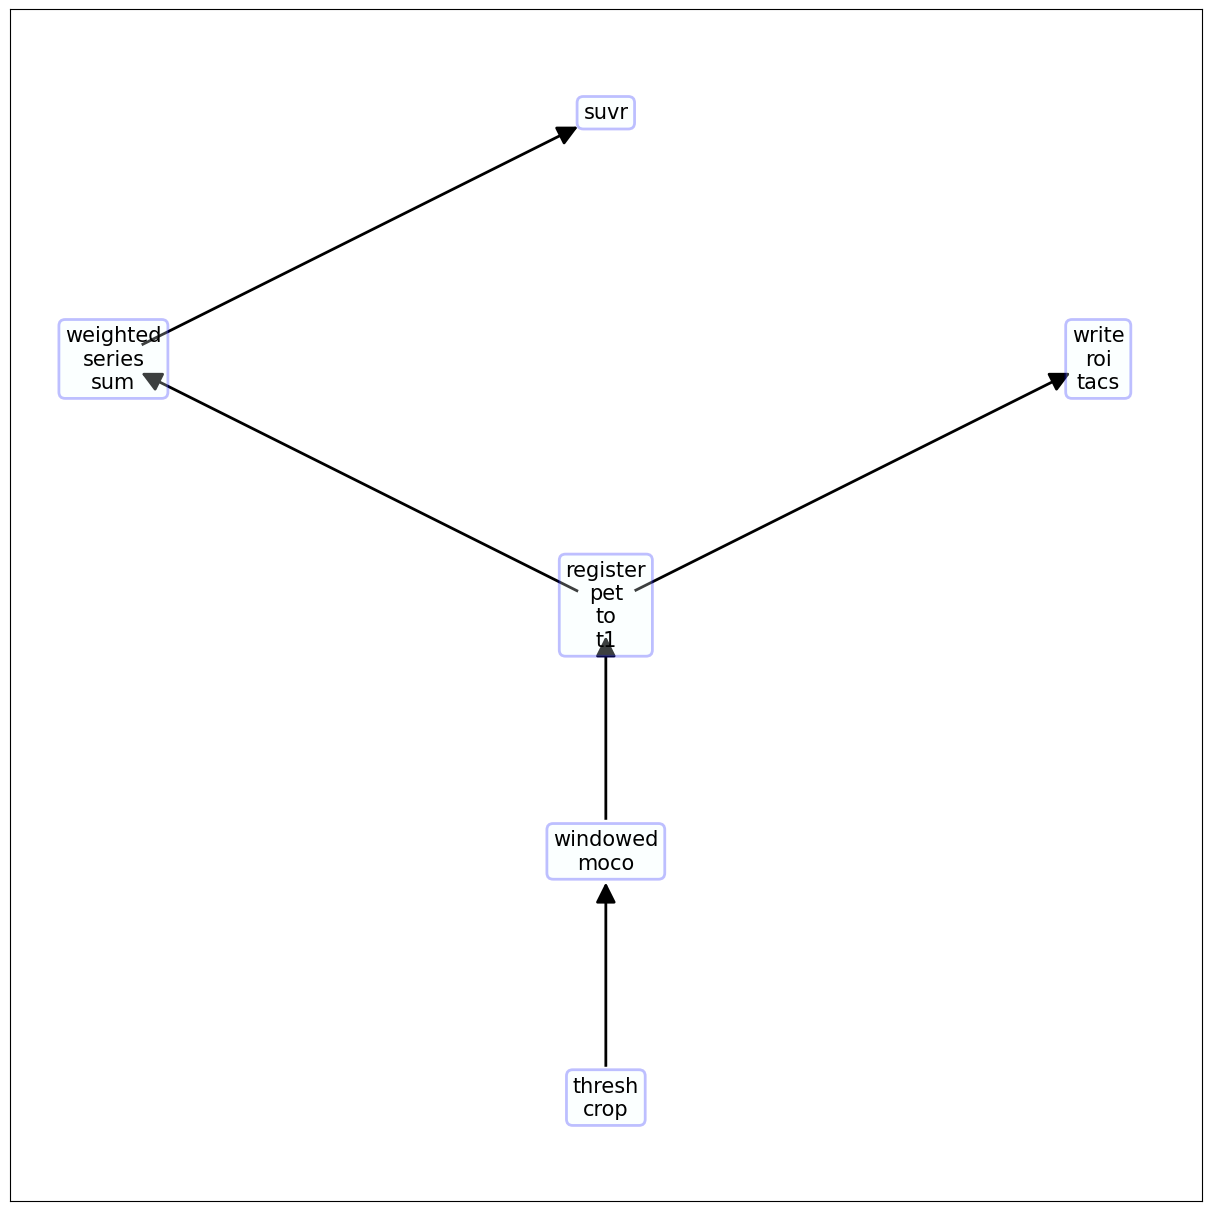 suvr
weighted
series
sum
write
roi
tacs
register
pet
to
t1
windowed
moco
thresh
crop